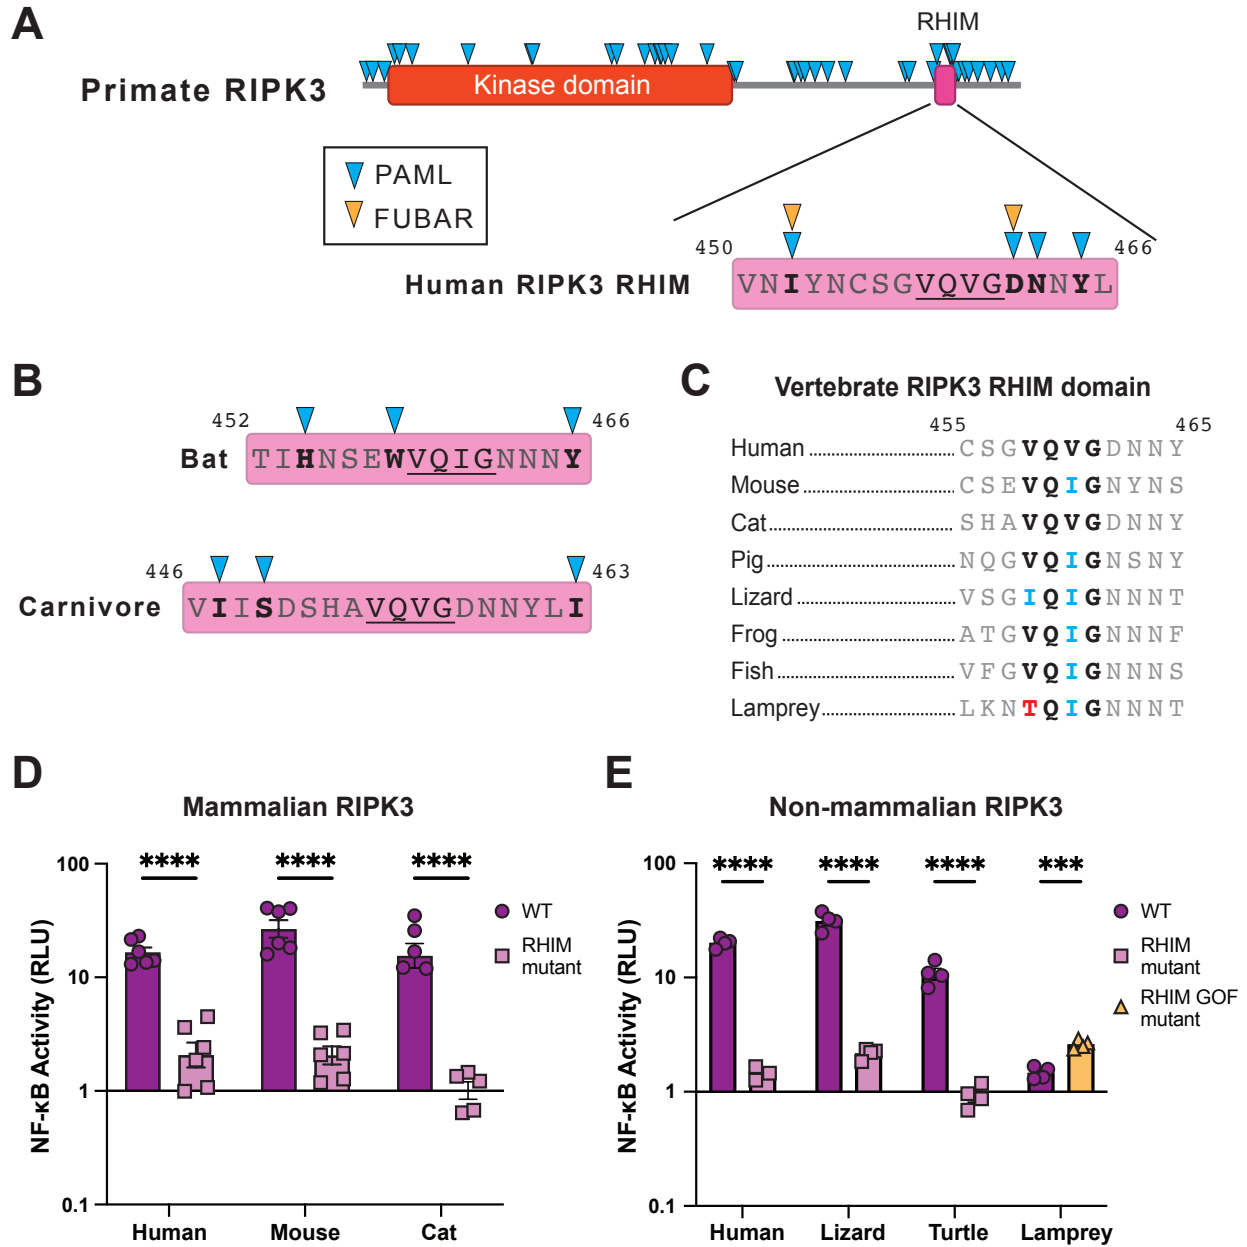 A
RHIM
Primate RIPK3
Kinase domain
PAML
FUBAR
450
466
Human RIPK3 RHIM
VNIYNCSGVQVGDNNYL
B
452
466
Bat
TIHNSEWVQIGNNNY
446
463
Carnivore
VIISDSHAVQVGDNNYLI
C
Vertebrate RIPK3 RHIM domain
455
465
Human CSGVQVGDNNY
Mouse CSEVQIGNYNS
Cat SHAVQVGDNNY
Pig NQGVQIGNSNY
Lizard VSGIQIGNNNT
Frog ATGVQIGNNNF
Fish VFGVQIGNNNS
Lamprey LKNTQIGNNNT
D
Mammalian RIPK3
NF-κB Activity (RLU)
100
10
1
0.1
**** **** ****
Human Mouse Cat
WT
RHIM
mutant
E
Non-mammalian RIPK3
NF-κB Activity (RLU)
100
10
1
0.1
**** **** **** ***
Human Lizard Turtle Lamprey
WT
RHIM
mutant
RHIM GOF
mutant